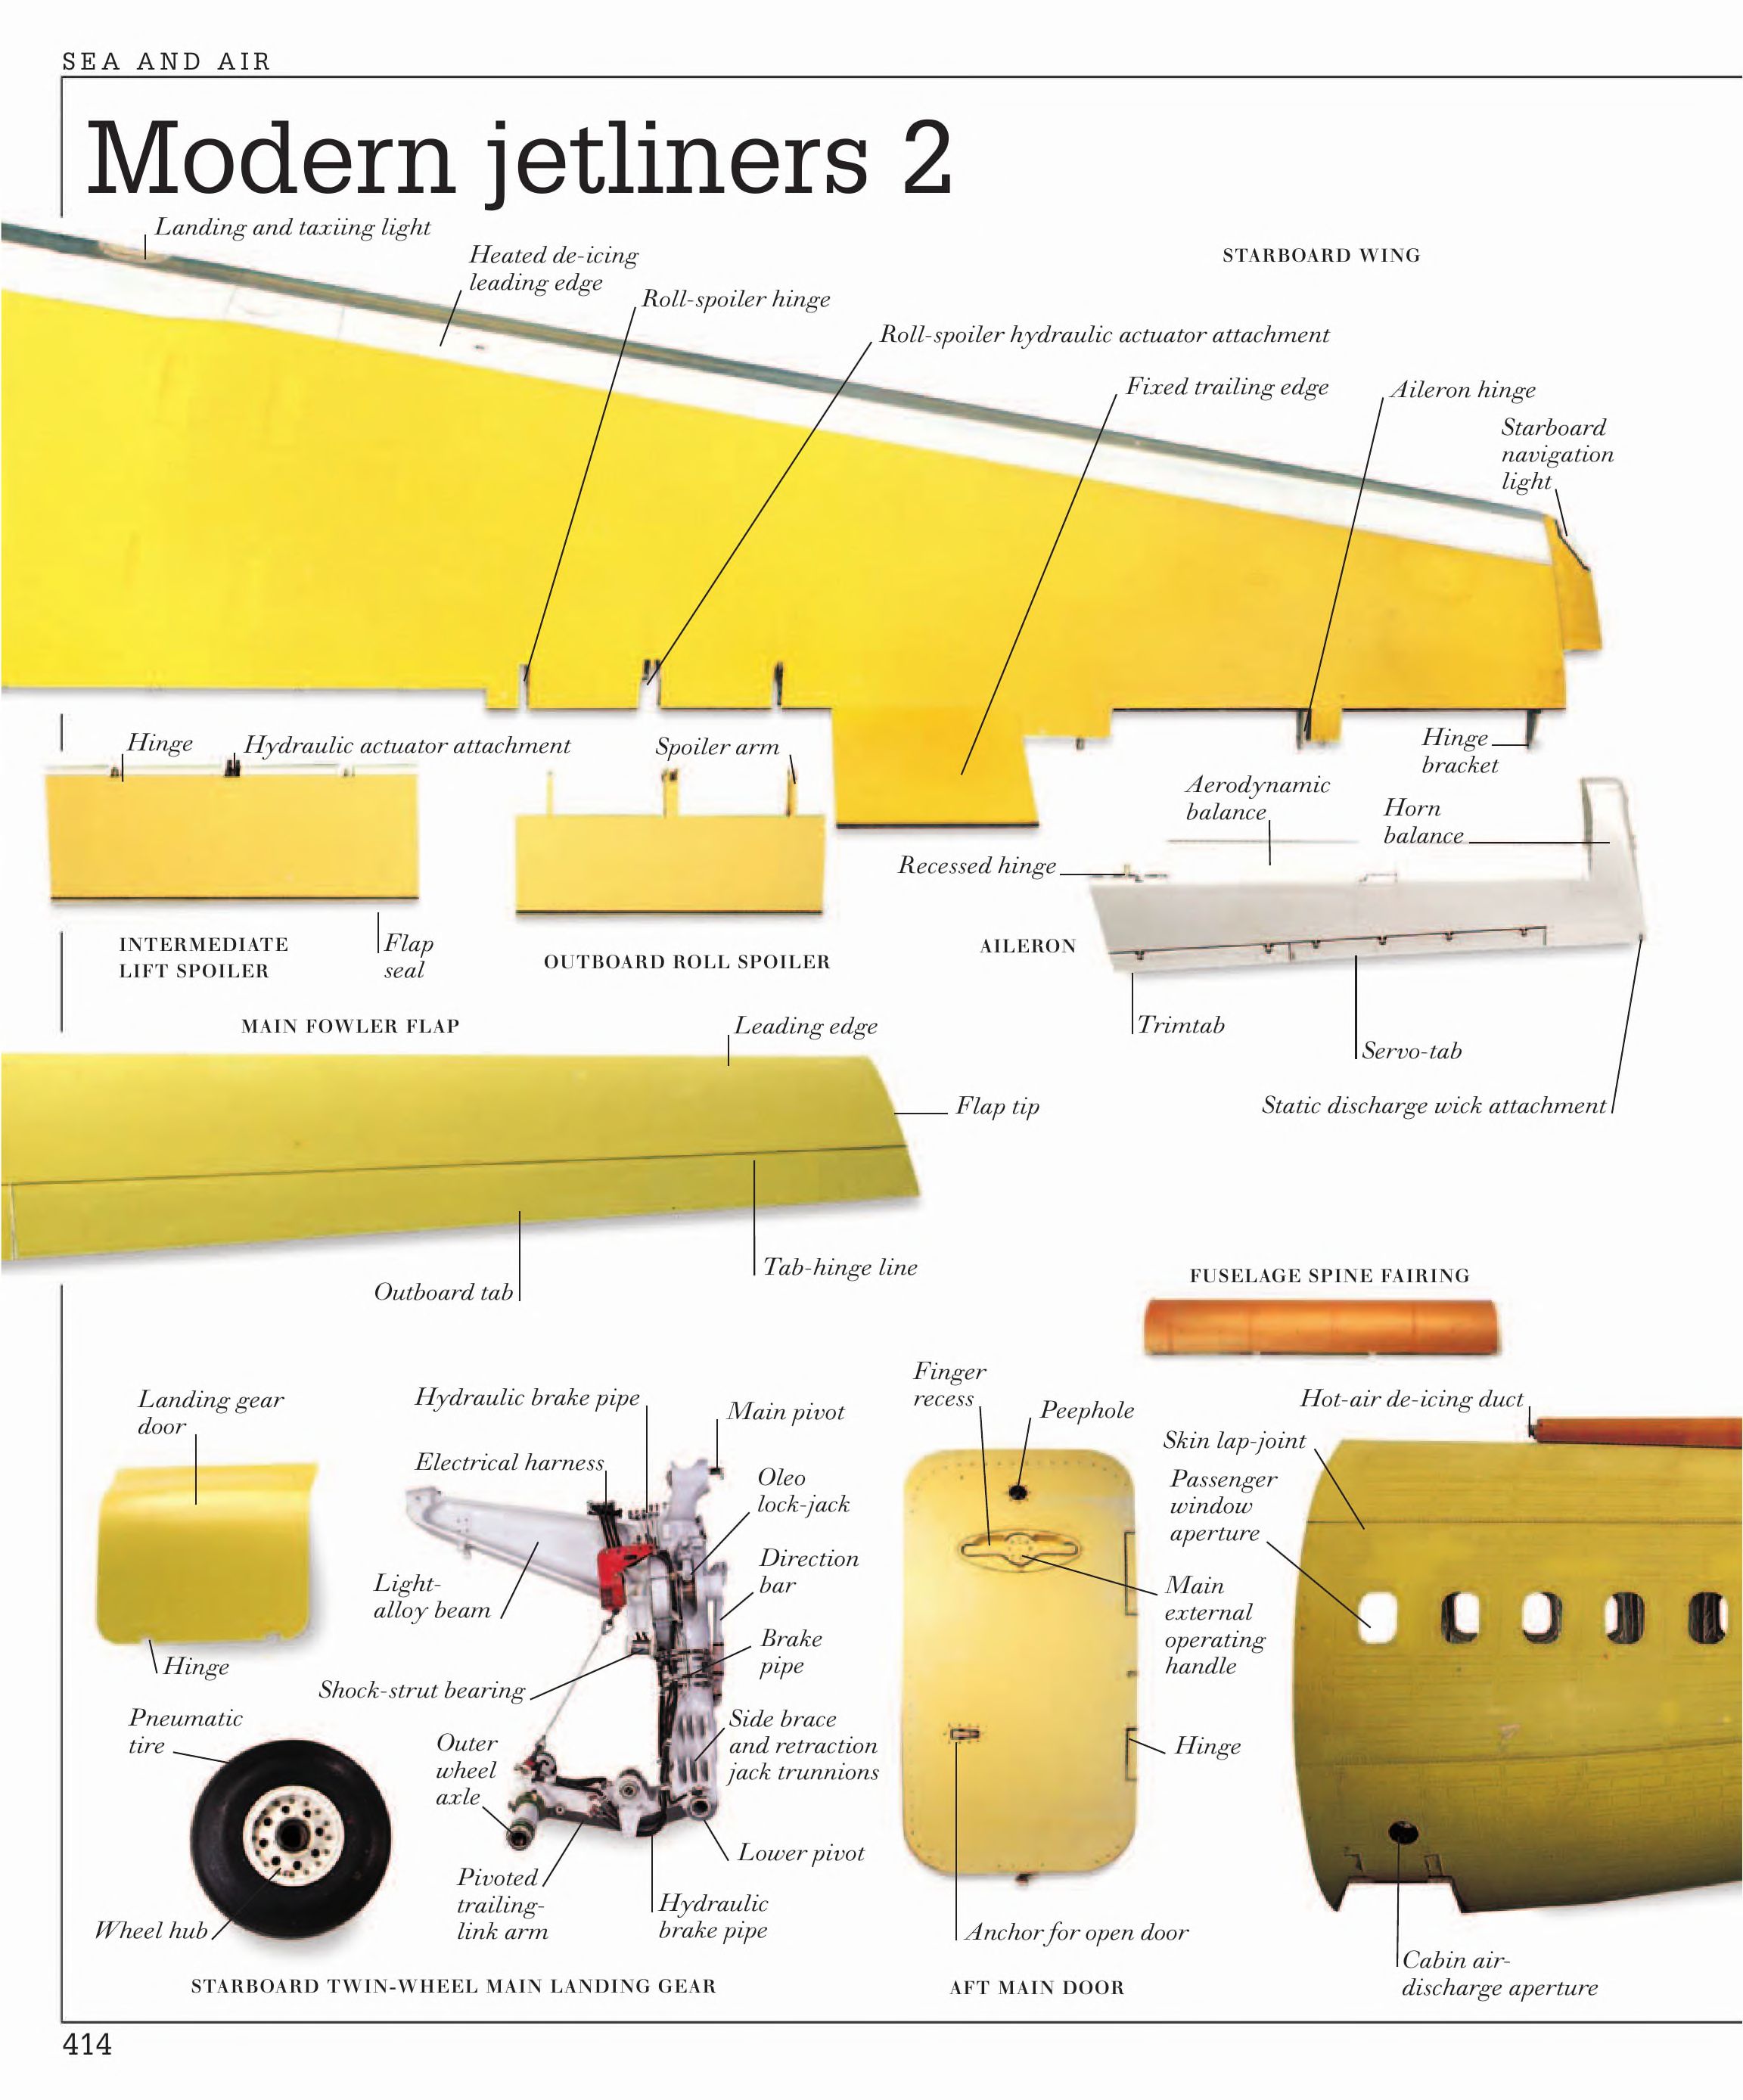 SEA AND AIR
Modern jetliners 2
Landing and taxiing light
Heated de-icing
leading edge
STARBOARD WING
Roll-spoiler hinge
Roll-spoiler hydraulic actuator attachment
Fixed trailing edge
Aileron hinge
Starboard
navigation
light
Hinge
Hydraulic actuator attachment
Spoiler arm
Hinge
bracket
Aerodynamic
balance
Horn
balance
Recessed hinge
INTERMEDIATE
LIFT SPOILER
Flap
seal
OUTBOARD ROLL SPOILER
AILERON
MAIN FOWLER FLAP
Leading edge
Trimtab
Servo-tab
Flap tip
Static discharge wick attachment
Tab-hinge line
Outboard tab
FUSELAGE SPINE FAIRING
Landing gear
door
Hydraulic brake pipe
Main pivot
Finger
recess
Peephole
Hot-air de-icing duct
Skin lap-joint
Electrical harness
Oleo
lock-jack
Passenger
window
aperture
Direction
bar
Light-
alloy beam
Main
external
operating
handle
Brake
pipe
Hinge
Shock-strut bearing
Pneumatic
tire
Outer
wheel
axle
Side brace
and retraction
jack trunnions
Hinge
Lower pivot
Pivoted
trailing-
link arm
Hydraulic
brake pipe
Wheel hub
Anchor for open door
Cabin air-
discharge aperture
STARBOARD TWIN-WHEEL MAIN LANDING GEAR
AFT MAIN DOOR
414